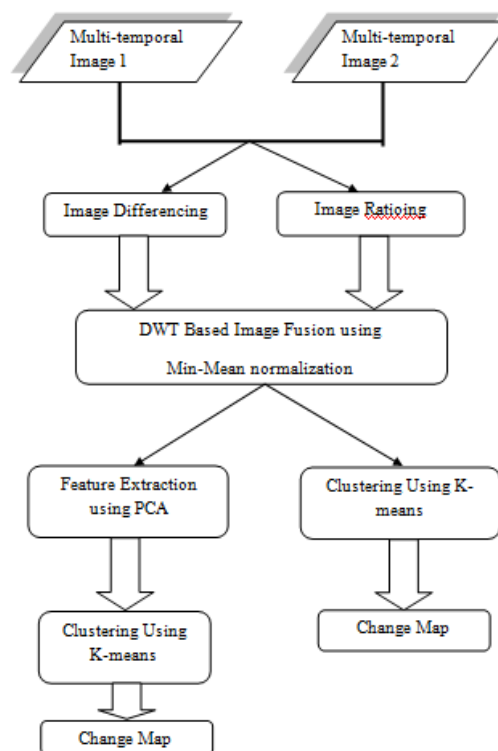 Multi-temporal
Image 1
Multi-temporal
Image 2
Image Differencing
Image Ratioing
DWT Based Image Fusion using
Min-Mean normalization
Feature Extraction
using PCA
Clustering Using K-
means
Clustering Using
K-means
Change Map
Change Map